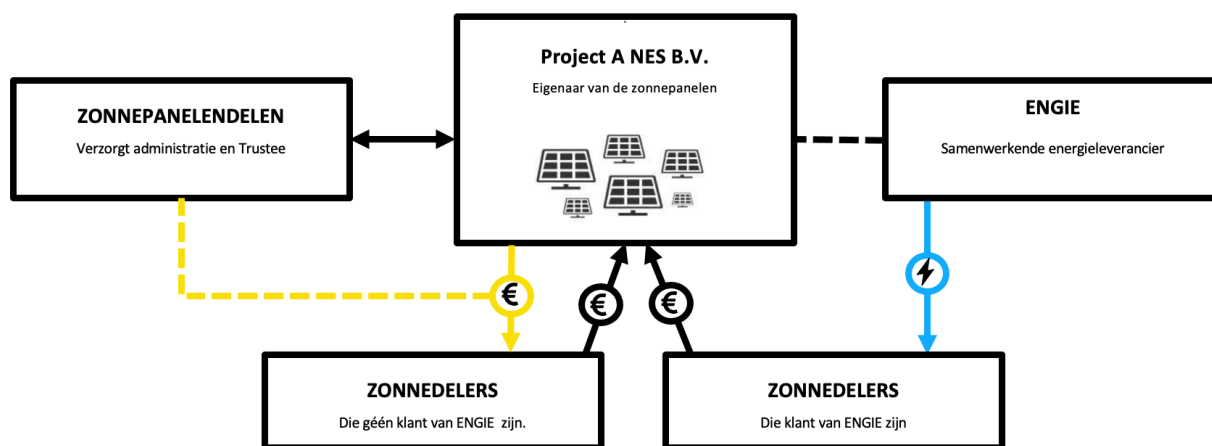 Project A NES B.V.
Eigenaar van de zonnepanelen
ZONNEPANELENDELEN
Verzorgt administratie en Trustee
ENGIE
Samenwerkende energieleverancier
€
€
€
ZONNEDELERS
Die géén klant van ENGIE zijn.
ZONNEDELERS
Die klant van ENGIE zijn